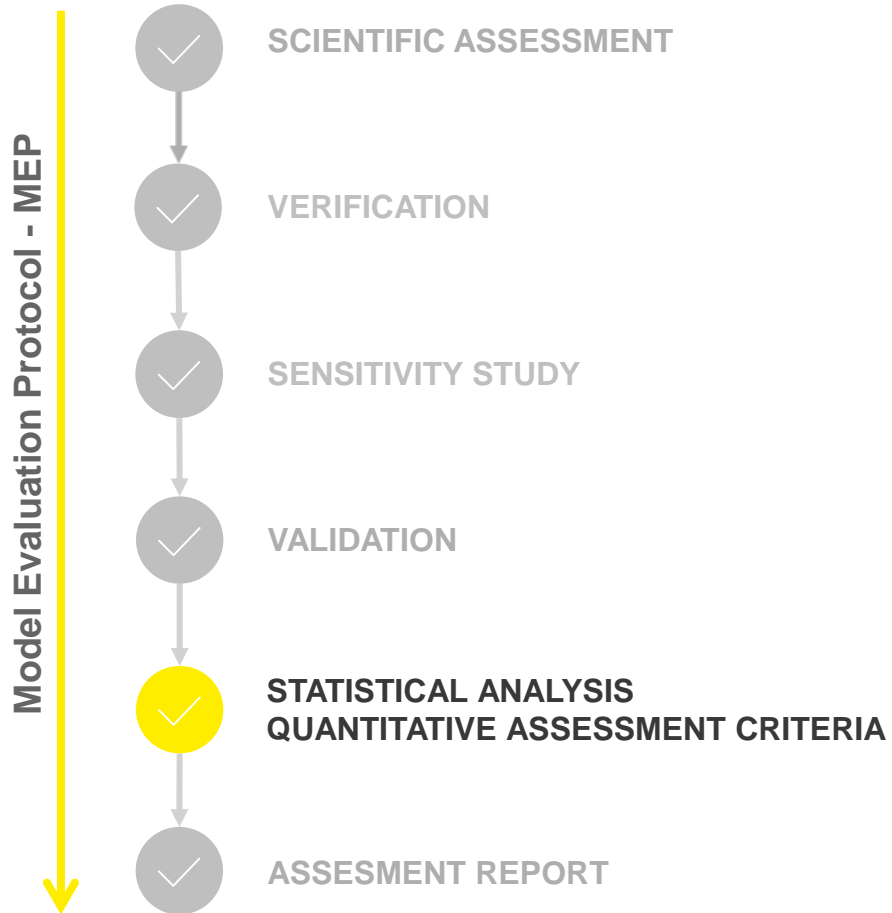 Model Evaluation Protocol - MEP
SCIENTIFIC ASSESSMENT
VERIFICATION
SENSITIVITY STUDY
VALIDATION
STATISTICAL ANALYSIS
QUANTITATIVE ASSESSMENT CRITERIA
ASSESMENT REPORT